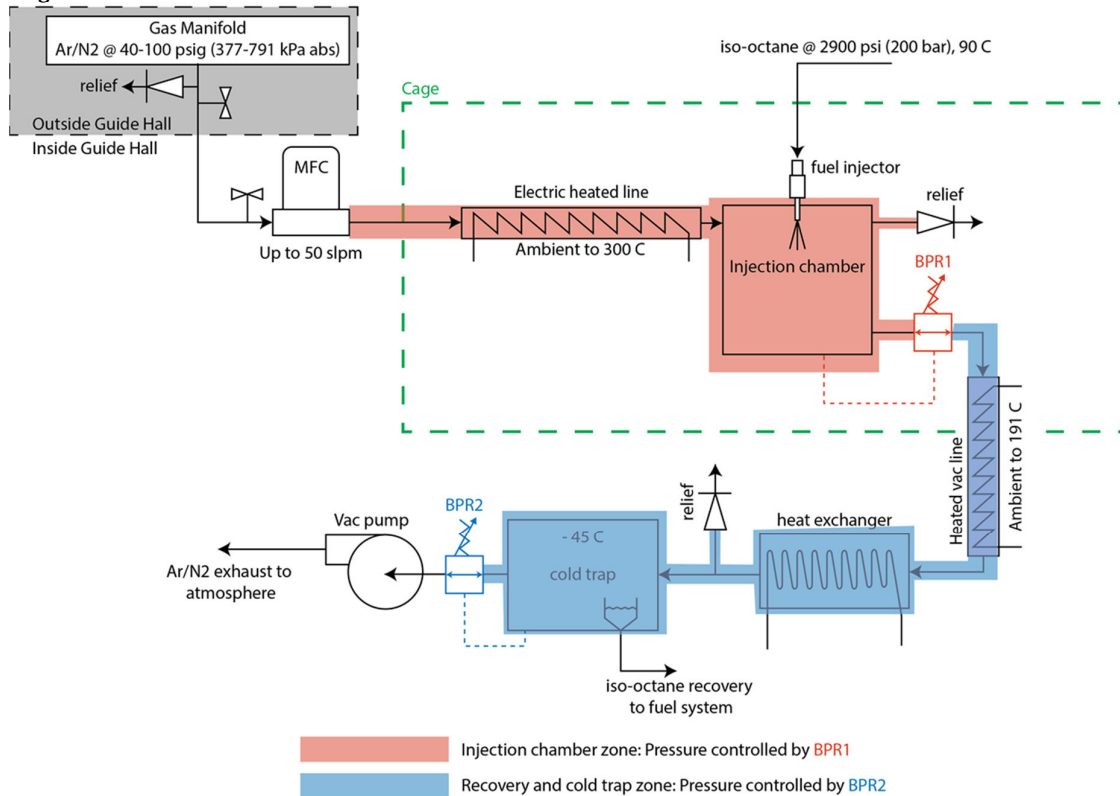 Gas Manifold
Ar/N2 @ 40-100 psig (377-791 kPa abs)
relief
Outside Guide Hall
Inside Guide Hall
MFC
Up to 50 slpm
iso-octane @ 2900 psi (200 bar), 90 C
Cage
fuel injector
Electric heated line
Ambient to 300 C
relief
Injection chamber
BPR1
Heated vac line
Ambient to 191 C
Vac pump
BPR2
relief
heat exchanger
- 45 C
cold trap
Ar/N2 exhaust to
atmosphere
iso-octane recovery
to fuel system
Injection chamber zone: Pressure controlled by BPR1
Recovery and cold trap zone: Pressure controlled by BPR2